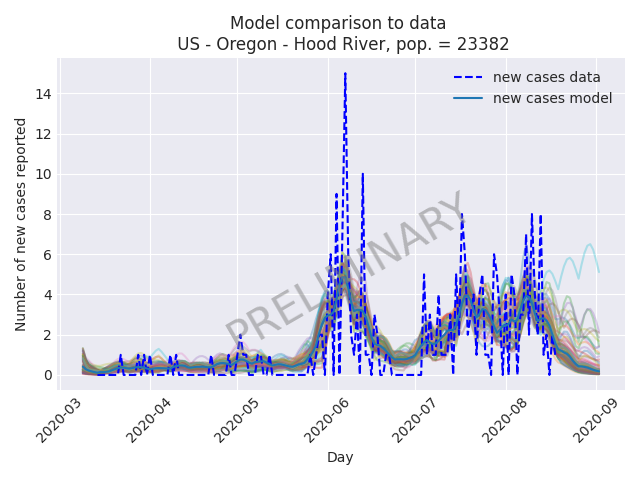 Model comparison to data
US - Oregon - Hood River, pop. = 23382
new cases data
new cases model
Number of new cases reported
14
12
10
8
6
4
2
0
PRELIMINARY
2020-03
2020-04
2020-05
2020-06
2020-07
2020-08
2020-09
Day